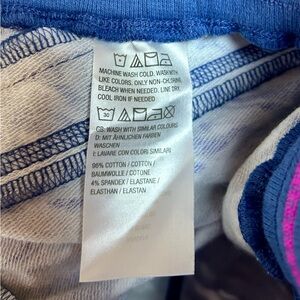 MACHINE WASH COLD, WASH WITH
LIKE COLORS, ONLY NON-CHLORINE
BLEACH WHEN NEEDED. LINE DRY,
COOL IRON IF NEEDED
30
GB: WASH WITH SIMILAR COLOURS
D: MIT ÄHNLICHEN FARBEN
WASCHEN
I: LAVARE CON COLORI SIMILARI
96% COTTON / COTON /
BAUMWOLLE / COTONE
4% SPANDEX / ELASTANE /
ELASTHAN / ELASTAN